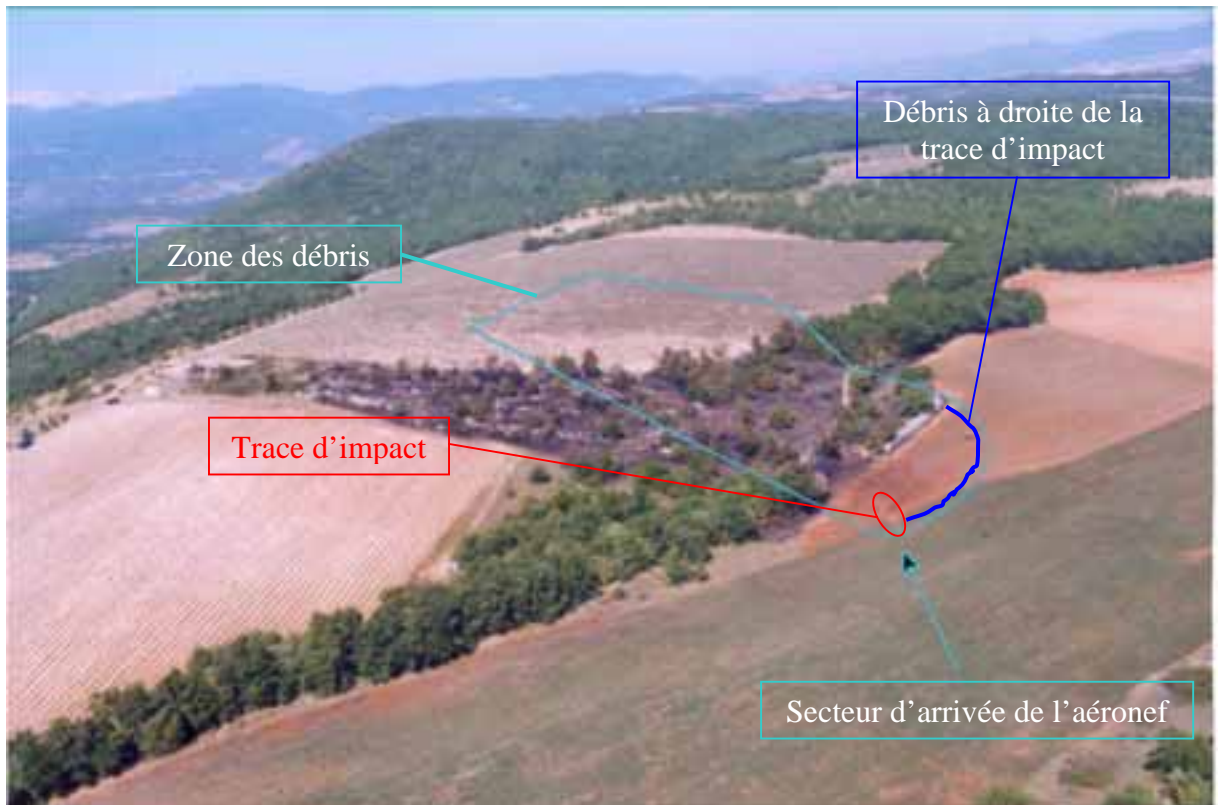 Débris à droite de la
trace d’impact
Zone des débris
Trace d’impact
Secteur d’arrivée de l’aéronef